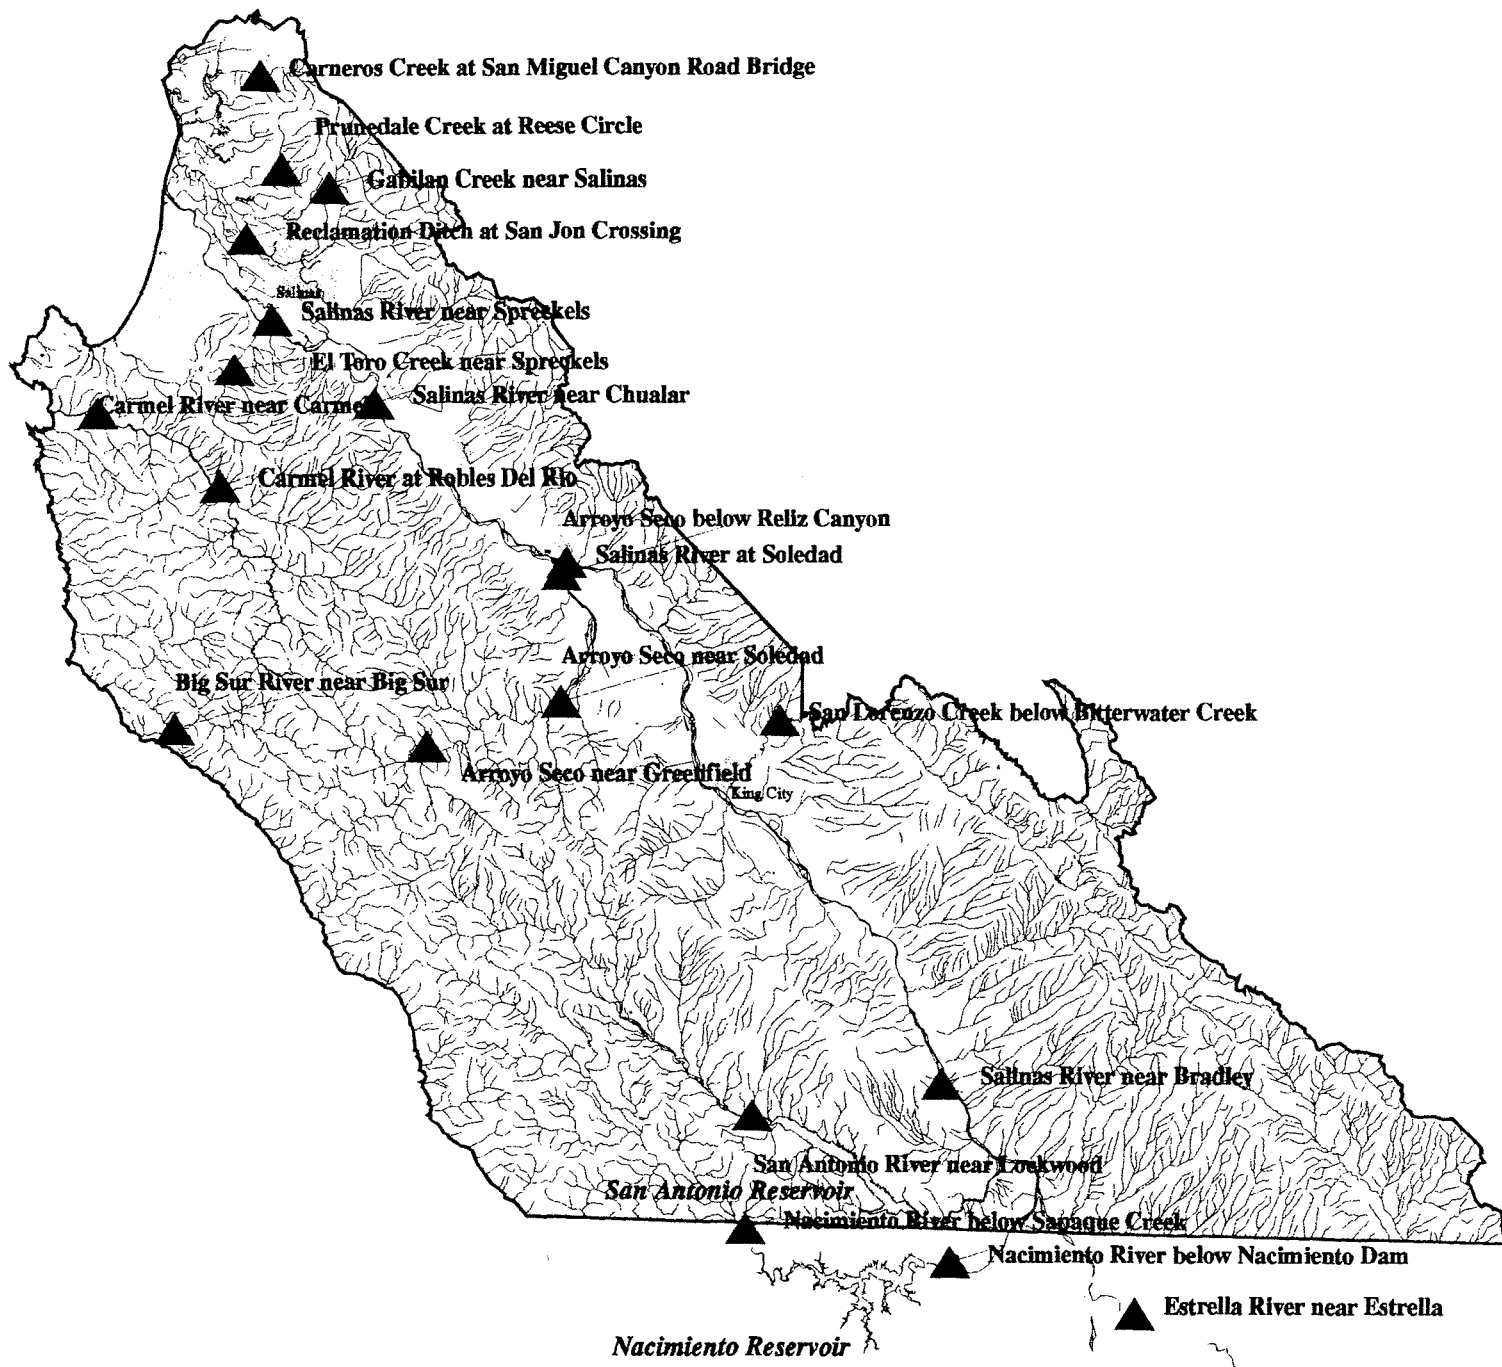 Carneros Creek at San Miguel Canyon Road Bridge
Prunedale Creek at Reese Circle
Gabilan Creek near Salinas
Reclamation Ditch at San Jon Crossing
Salinas
Salinas River near Spreckels
El Toro Creek near Spreckels
Salinas River near Chualar
Carmel River near Carmel
Carmel River at Robles Del Rio
Arroyo Seco below Reliz Canyon
Salinas River at Soledad
Arroyo Seco near Soledad
Big Sur River near Big Sur
San Lorenzo Creek below Bitterwater Creek
Arroyo Seco near Greenfield
King City
Salinas River near Bradley
San Antonio River near Lockwood
San Antonio Reservoir
Nacimiento River below Sapaque Creek
Nacimiento River below Nacimiento Dam
Estrella River near Estrella
Nacimiento Reservoir